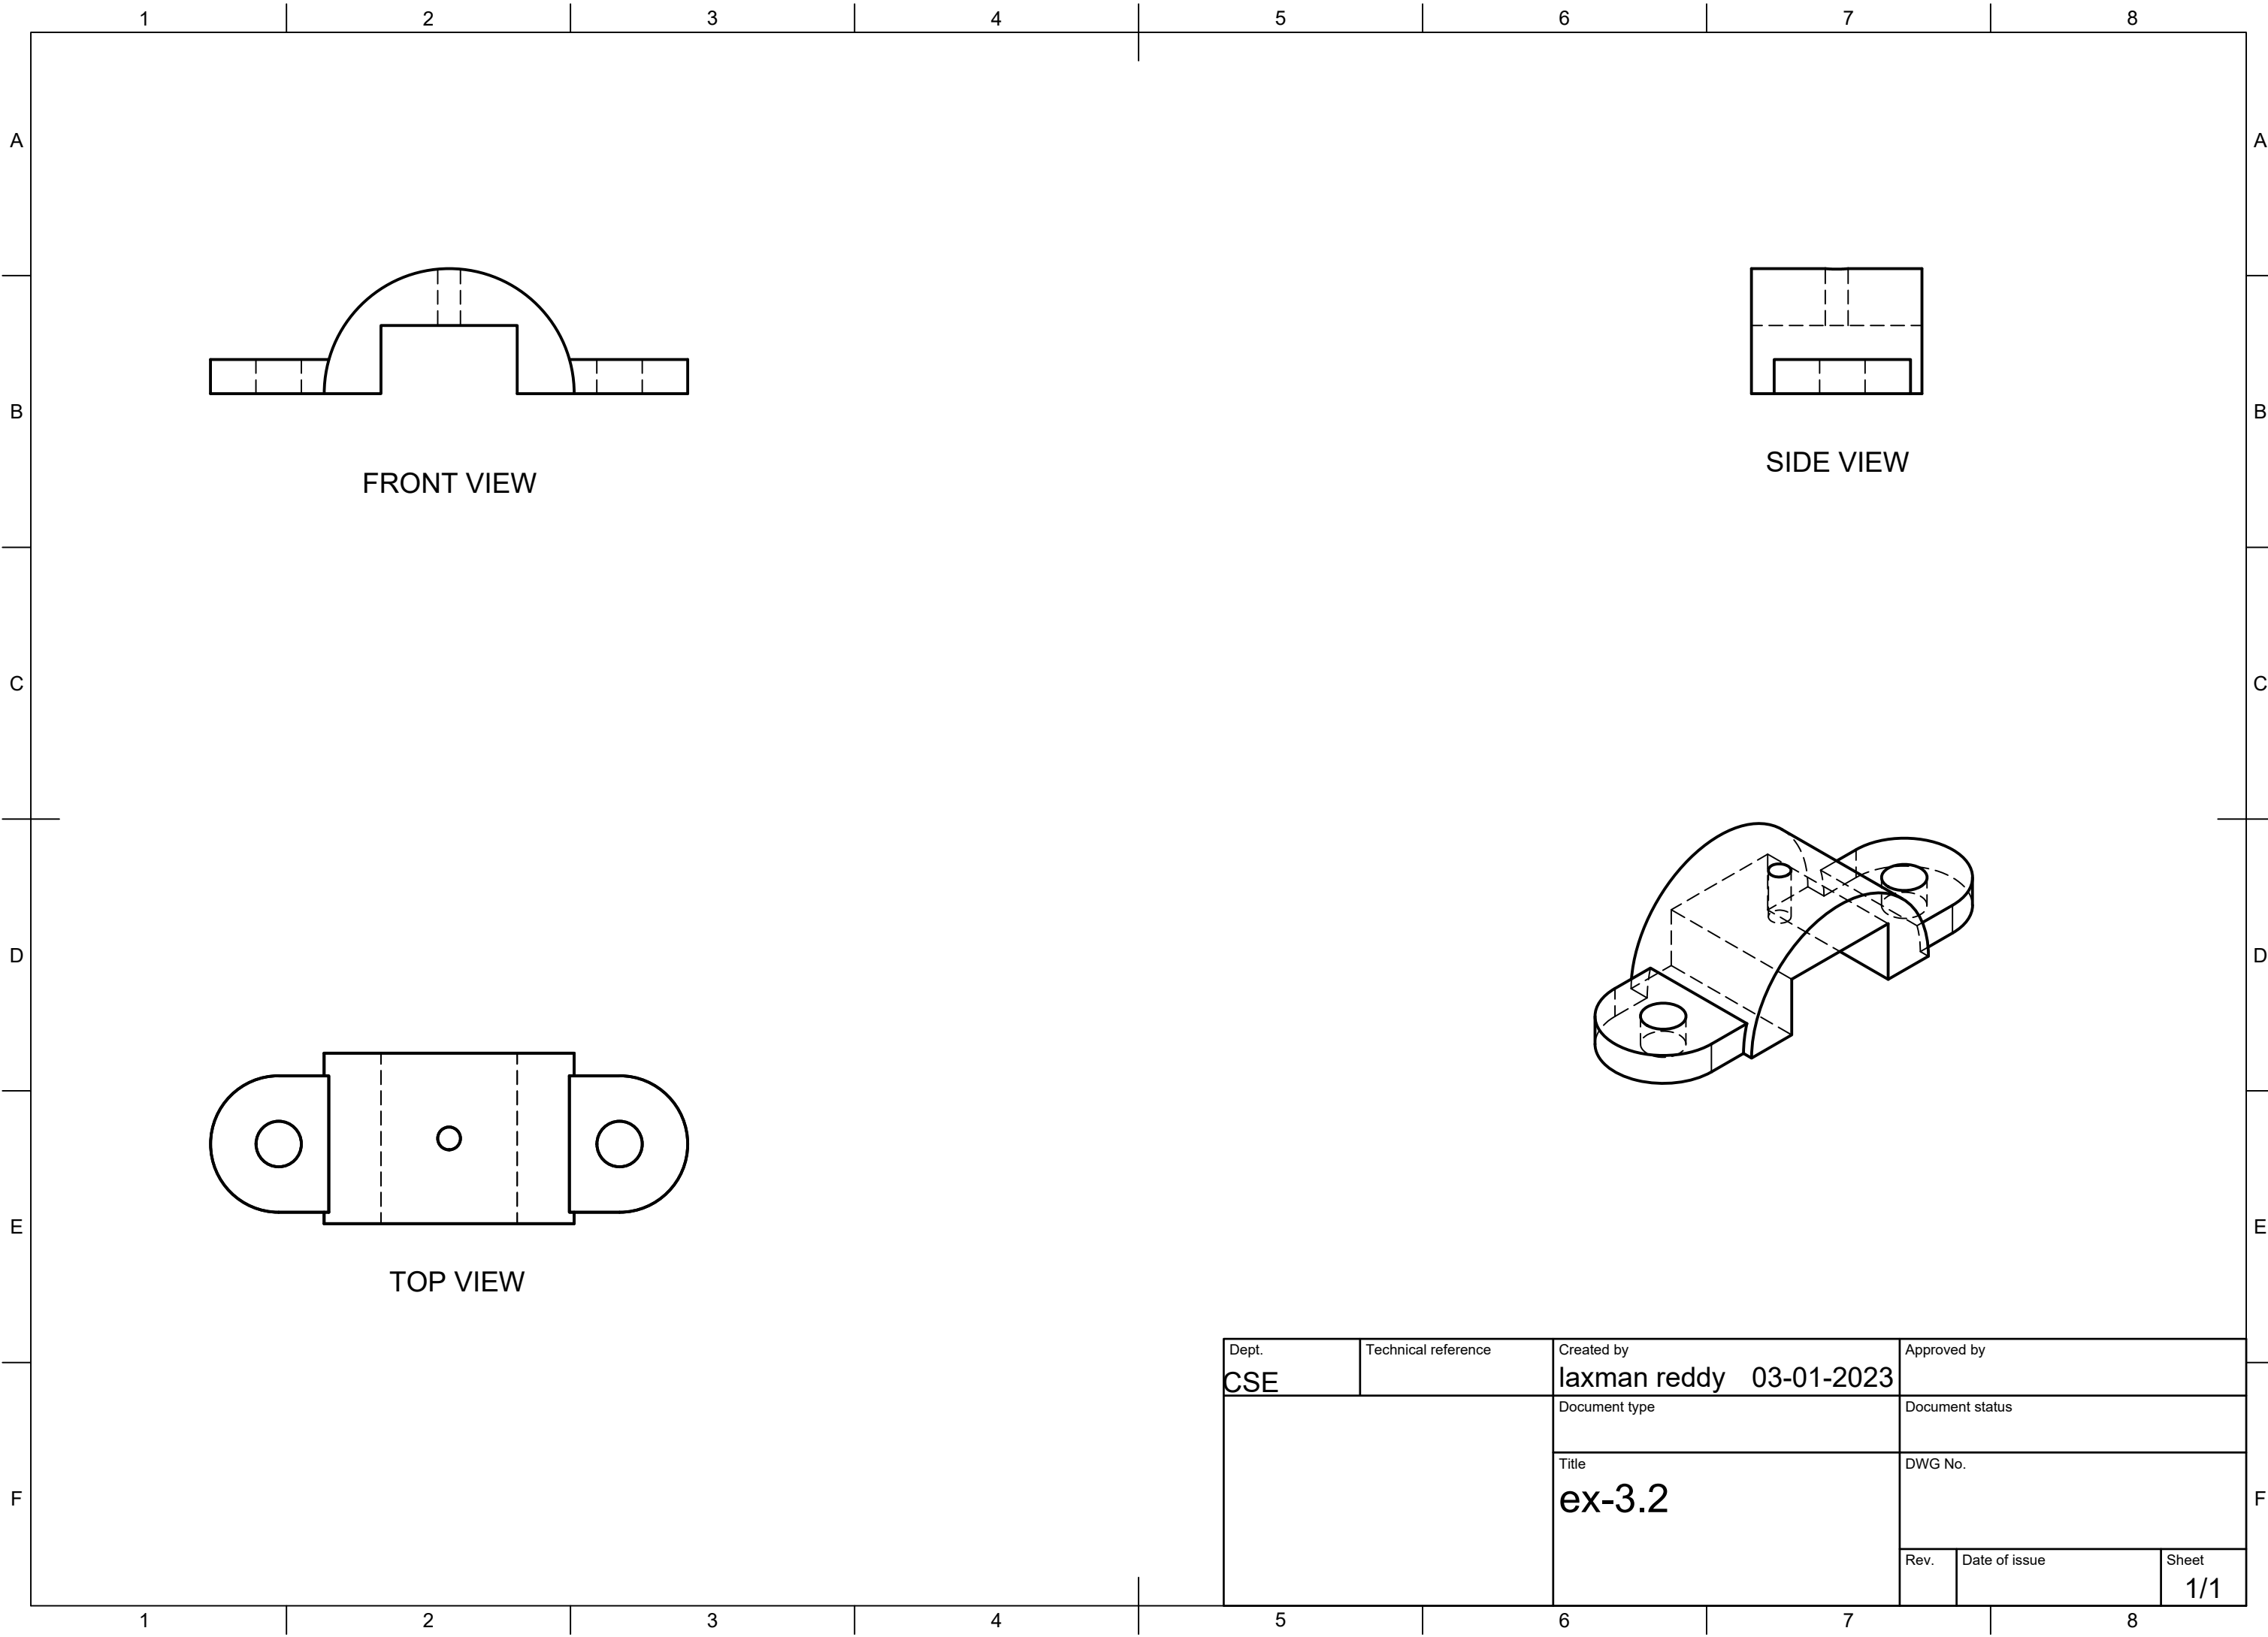 1 2 3 4 5 6 7 8
A A
B B
FRONT VIEW SIDE VIEW
C C
D D
E E
TOP VIEW
Dept. Technical reference Created by Approved by
CSE laxman reddy 03-01-2023
Document type Document status
Title DWG No.
ex-3.2
F F
Rev. Date of issue Sheet
1/1
1 2 3 4 5 6 7 8